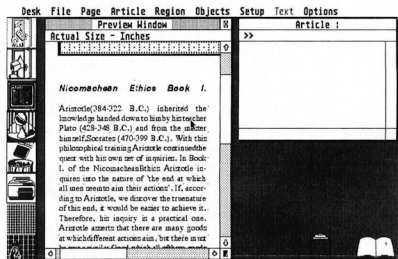 Desk File Page Article Region Objects Setup Text Options
Preview Window
Actual Size - Inches
Article :
>>
Nicomachean Ethics Book I.
Aristotle(384-322 B.C.) inherited the
knowledge handed down to him by his teacher
Plato (428-348 B.C.) and from the master
himself,Socrates (470-399 B.C.). With this
philosophical training Aristotle continued the
quest with his own set of inquiries. In Book
I. of the NicomacheanEthics Aristotle in-
quires into the nature of 'the end at which
all men seem to aim their actions'. If, accor-
ding to Aristotle, we discover the true nature
of this end, it would be easier to achieve it.
Therefore, his inquiry is a practical one.
Aristotle asserts that there are many goods
at which different actions aim, but there must